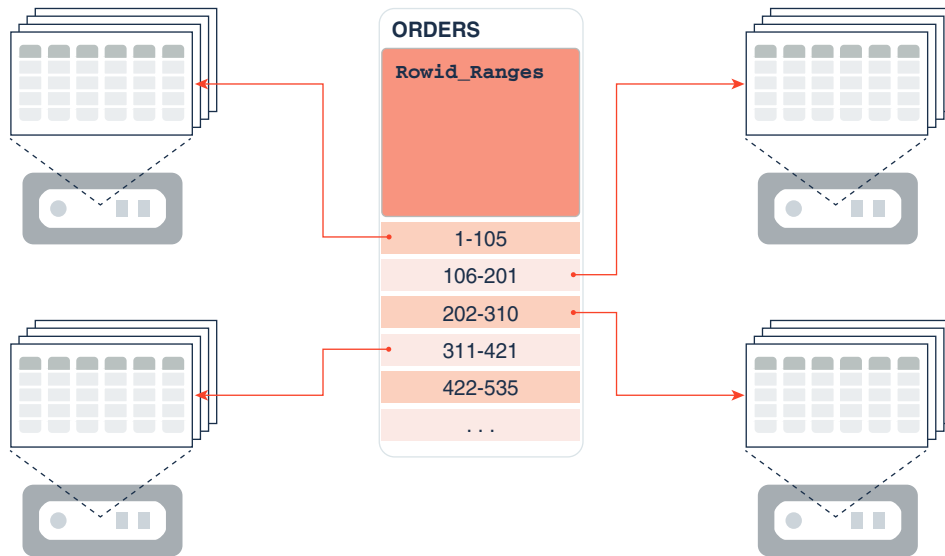 ORDERS
Rowid_Ranges
1-105
106-201
202-310
311-421
422-535
. . .